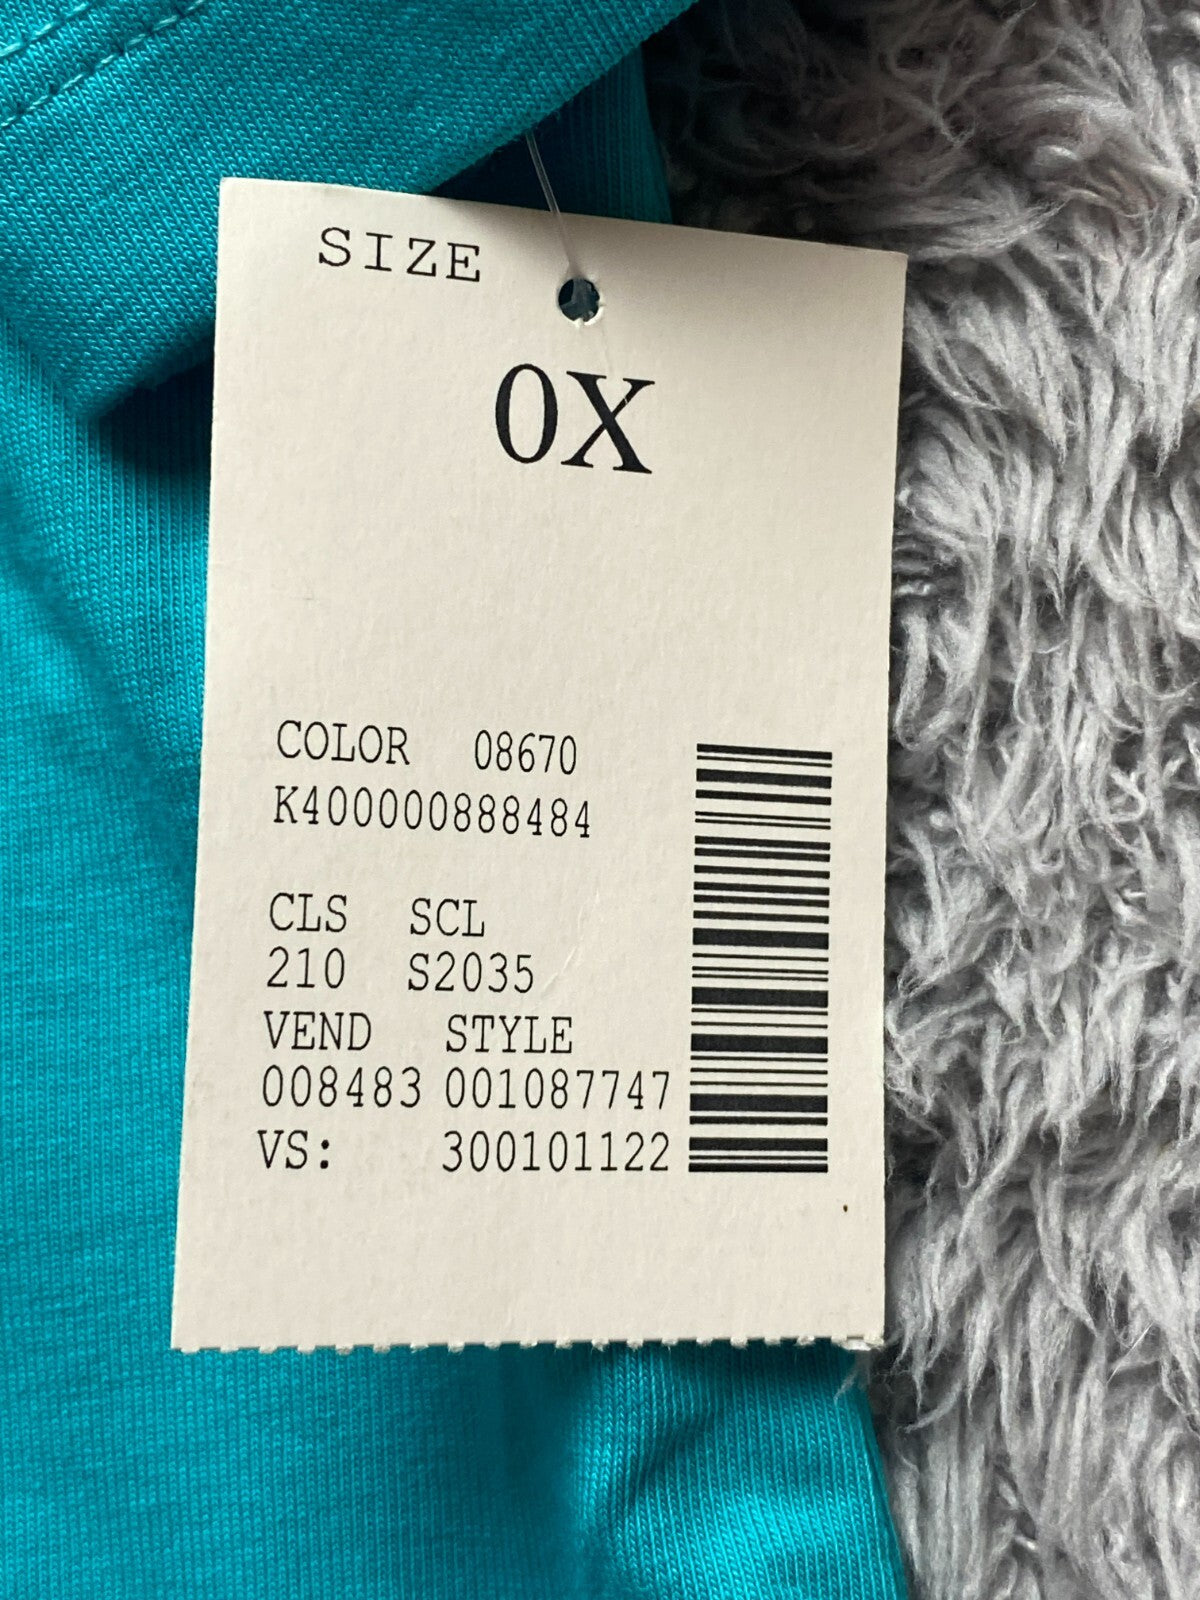 SIZE
0X
COLOR 08670
K400000888484
CLS SCL
210 S2035
VEND STYLE
008483 001087747
VS: 300101122